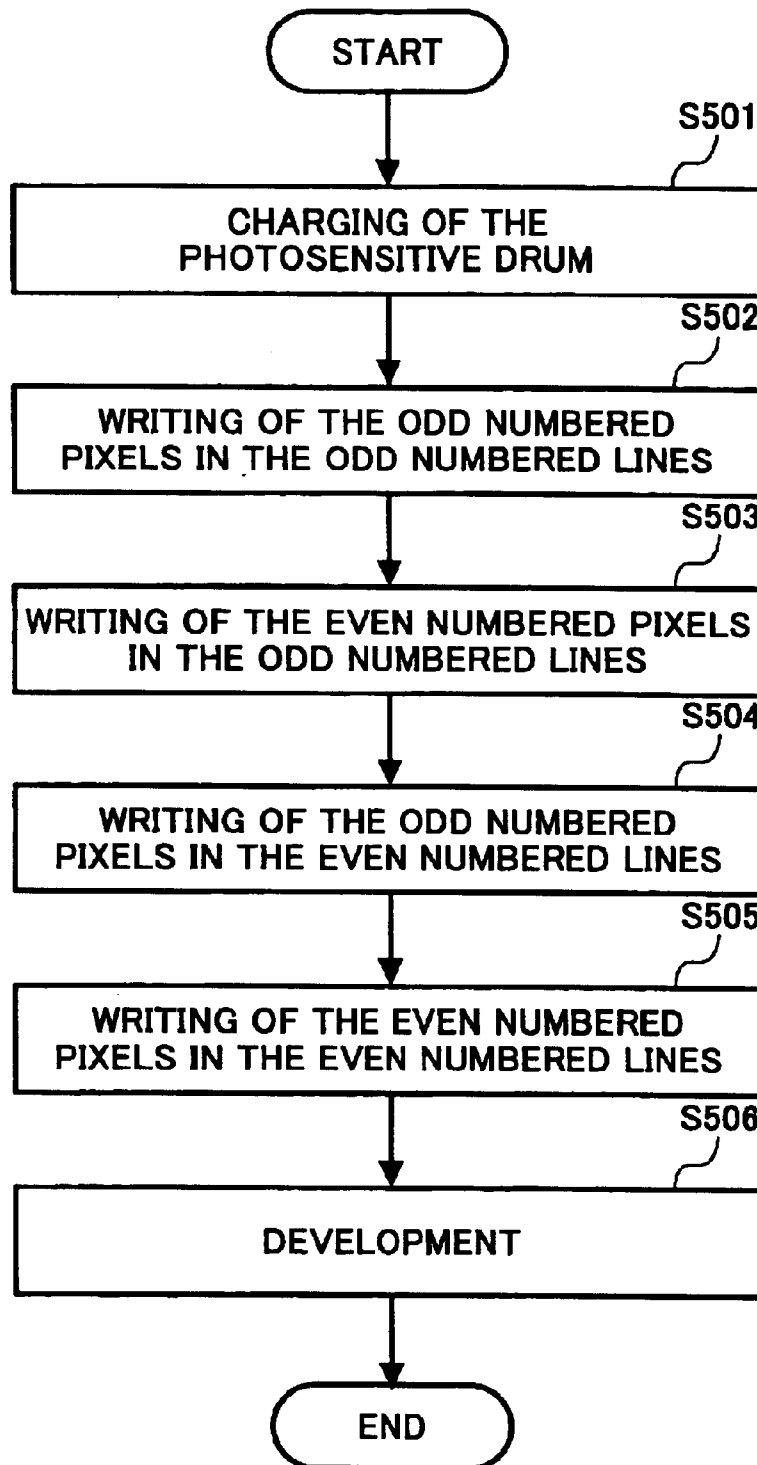 START
S501
CHARGING OF THE
PHOTOSENSITIVE DRUM
S502
WRITING OF THE ODD NUMBERED
PIXELS IN THE ODD NUMBERED LINES
S503
WRITING OF THE EVEN NUMBERED PIXELS
IN THE ODD NUMBERED LINES
S504
WRITING OF THE ODD NUMBERED
PIXELS IN THE EVEN NUMBERED LINES
S505
WRITING OF THE EVEN NUMBERED
PIXELS IN THE EVEN NUMBERED LINES
S506
DEVELOPMENT
END